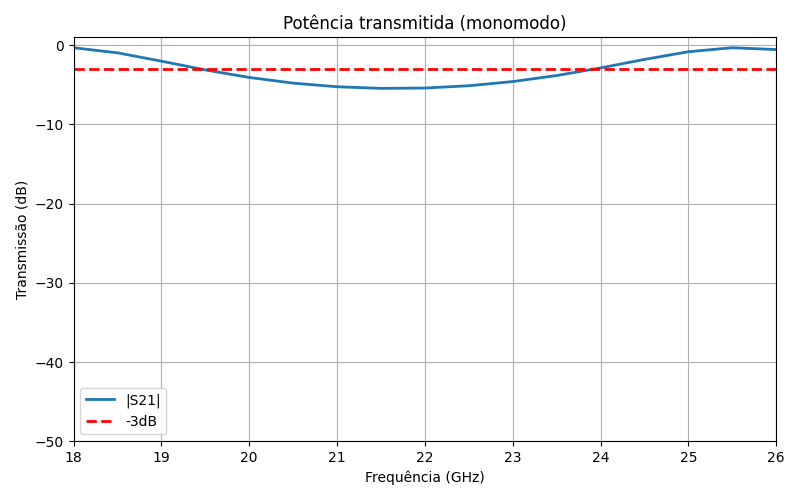 Potência transmitida (monomodo)
0
−10
−20
−30
−40
−50
Transmissão (dB)
|S21|
-3dB
18 19 20 21 22 23 24 25 26
Frequência (GHz)